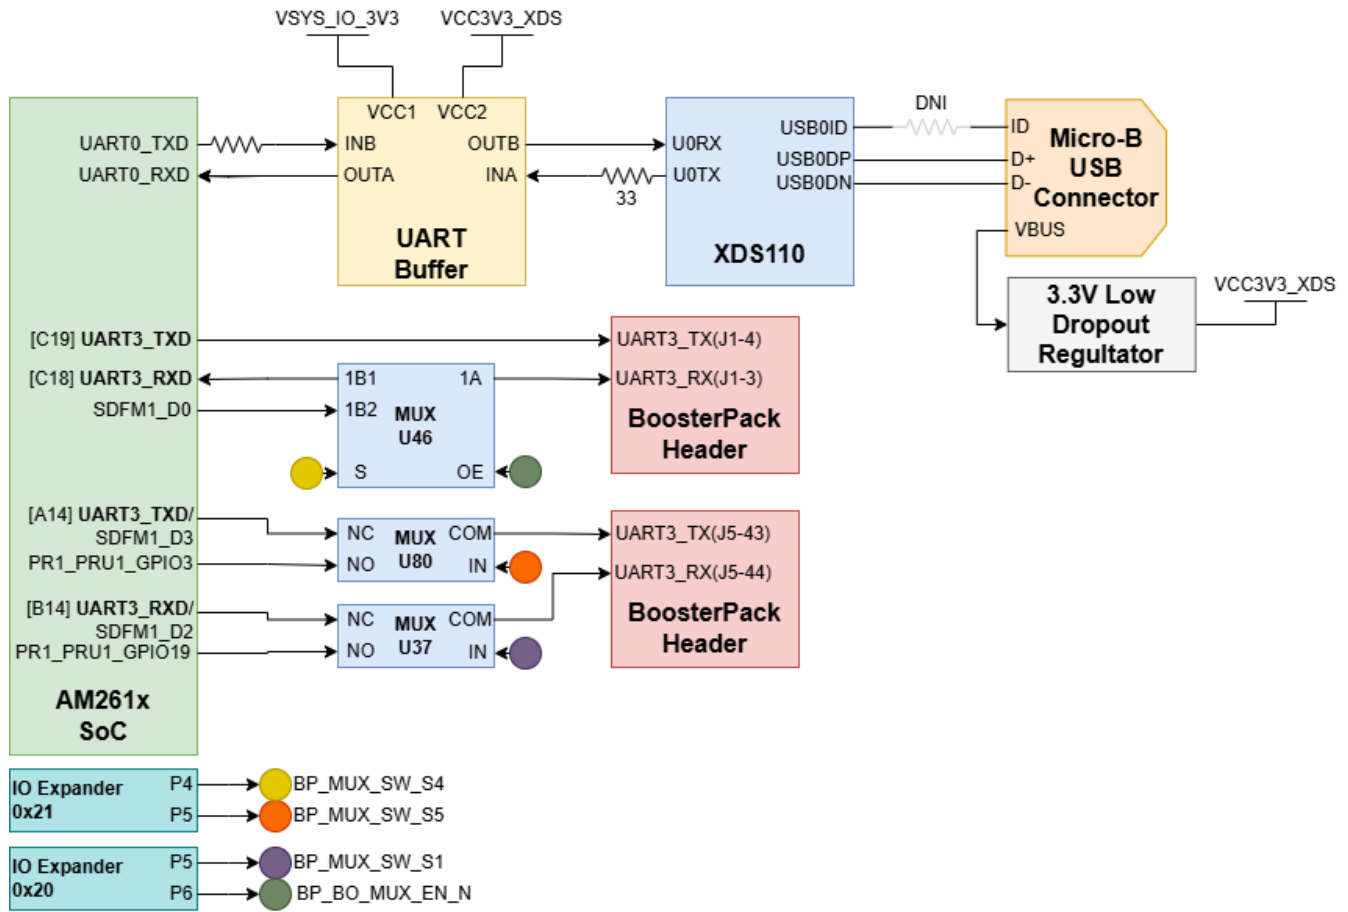 VSYS_IO_3V3
VCC3V3_XDS
VCC1 VCC2
UART0_TXD
INB
OUTB
U0RX
USB0ID
DNI
ID
UART0_RXD
OUTA
INA
33
U0TX
USB0DP
D+
USB0DN
D-
UART
Buffer
XDS110
Micro-B
USB
Connector
VBUS
3.3V Low
Dropout
Regultator
VCC3V3_XDS
[C19] UART3_TXD
UART3_TX(J1-4)
[C18] UART3_RXD
1B1
1A
UART3_RX(J1-3)
SDFM1_D0
1B2
MUX
U46
S
OE
BoosterPack
Header
[A14] UART3_TXD/
SDFM1_D3
NC
COM
MUX
U80
UART3_TX(J5-43)
PR1_PRU1_GPIO3
NO
IN
UART3_RX(J5-44)
[B14] UART3_RXD/
SDFM1_D2
NC
COM
MUX
U37
PR1_PRU1_GPIO19
NO
IN
BoosterPack
Header
AM261x
SoC
IO Expander
0x21
P4
BP_MUX_SW_S4
P5
BP_MUX_SW_S5
IO Expander
0x20
P5
BP_MUX_SW_S1
P6
BP_BO_MUX_EN_N